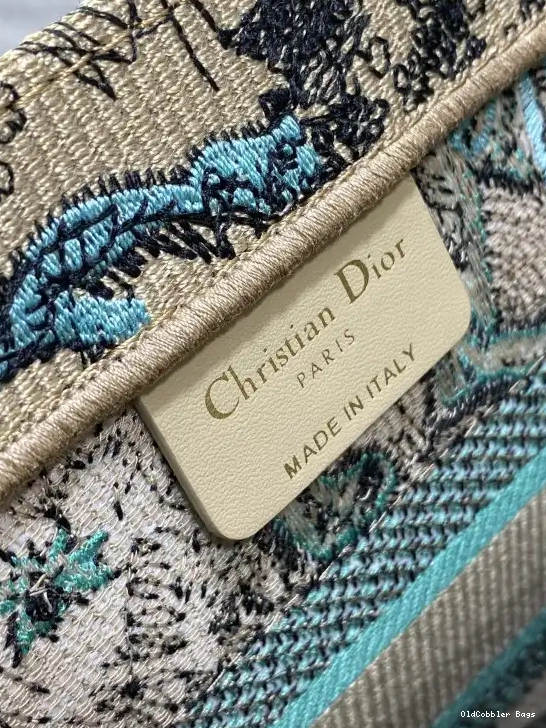 Christian Dior
PARIS
MADE IN ITALY
OldCobbler Bags